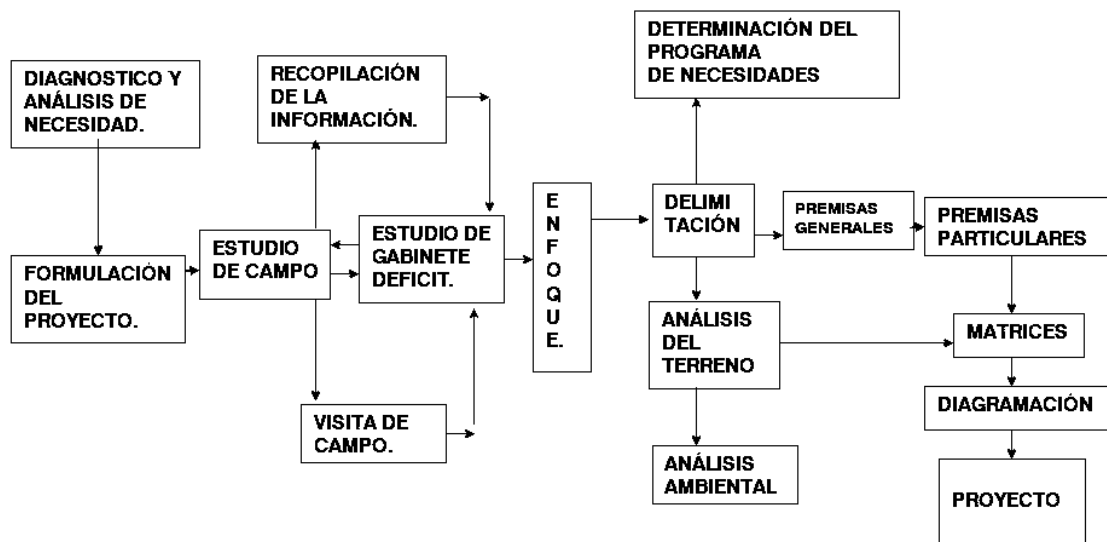 DIAGNOSTICO Y
ANÁLISIS DE
NECESIDAD.
FORMULACIÓN
DEL
PROYECTO.
RECOPILACIÓN
DE LA
INFORMACIÓN.
ESTUDIO
DE CAMPO
ESTUDIO DE
GABINETE
DEFICIT.
VISITA DE
CAMPO.
E
N
F
O
Q
U
E.
DETERMINACIÓN DEL
PROGRAMA
DE NECESIDADES
DELIMI
TACIÓN
PREMISAS
GENERALES
PREMISAS
PARTICULARES
ANÁLISIS
DEL
TERRENO
MATRICES
DIAGRAMACIÓN
ANÁLISIS
AMBIENTAL
PROYECTO